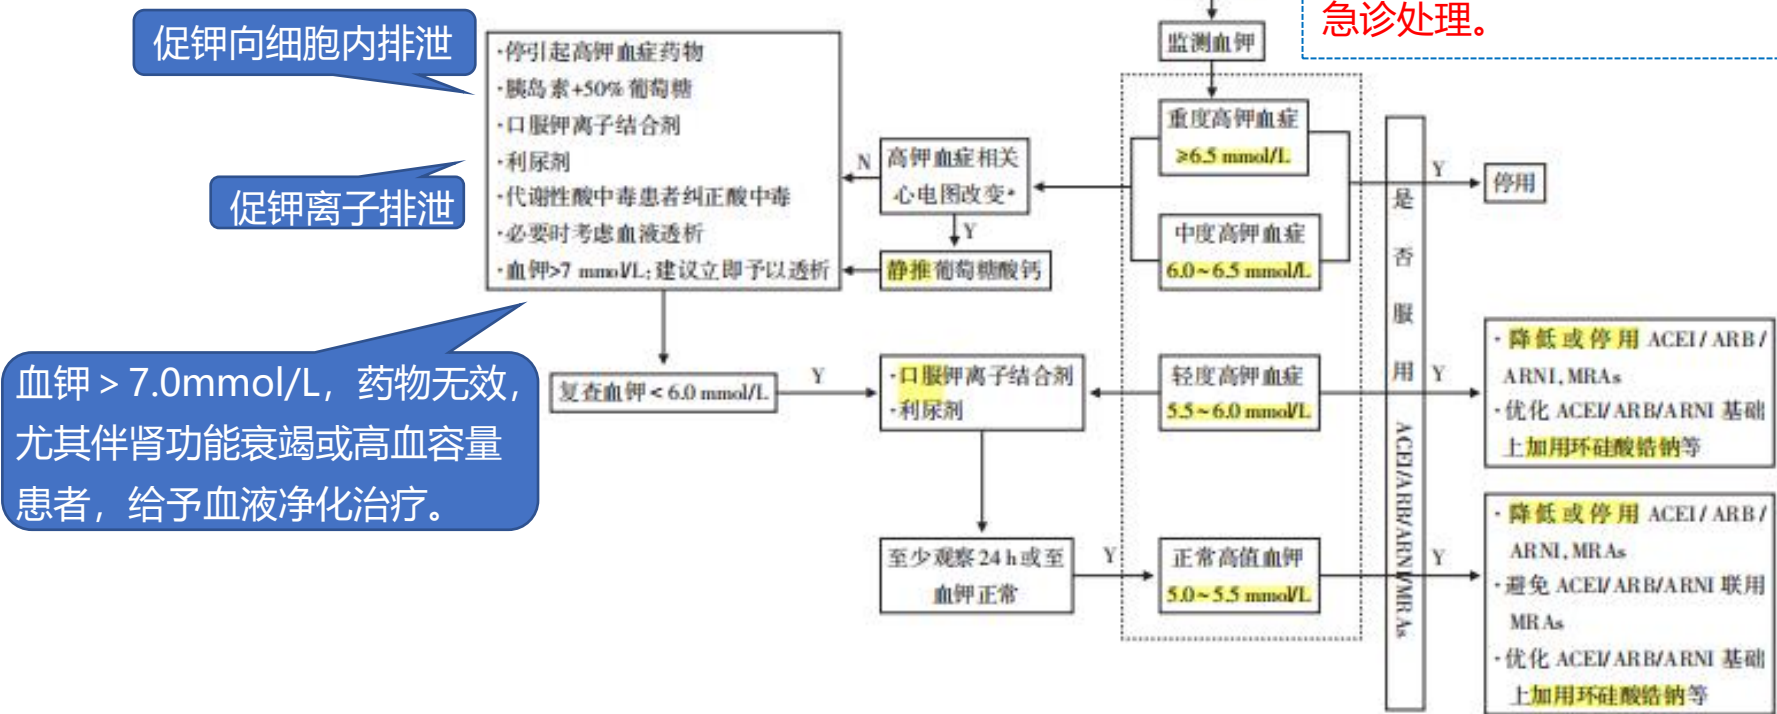 急诊处理。
监测血钾
促钾向细胞内排泄
促钾离子排泄
·停引起高钾血症药物
·胰岛素+50%葡萄糖
·口服钾离子结合剂
·利尿剂
·代谢性酸中毒患者纠正酸中毒
·必要时考虑血液透析
·血钾>7 mmol/L:建议立即予以透析
血钾>7.0mmol/L，药物无效，
尤其伴肾功能衰竭或高血容量
患者，给予血液净化治疗。
N
高钾血症相关
心电图改变*
Y
静推葡萄糖酸钙
重度高钾血症
≥6.5 mmol/L
中度高钾血症
6.0~6.5 mmol/L
轻度高钾血症
5.5~6.0 mmol/L
正常高值血钾
5.0~5.5 mmol/L
复查血钾<6.0 mmol/L
Y
·口服钾离子结合剂
·利尿剂
至少观察24 h或至
血钾正常
Y
是否服用ACEI/ARB/ARNI/MRAs
Y
停用
Y
·降低或停用 ACEI/ARB/
ARNI,MRAs
·优化 ACEI/ARB/ARNI 基础
上加用环硅酸锆钠等
Y
·降低或停用 ACEI/ARB/
ARNI,MRAs
·避免 ACEI/ARB/ARNI 联用
MRAs
·优化 ACEI/ARB/ARNI 基础
上加用环硅酸锆钠等